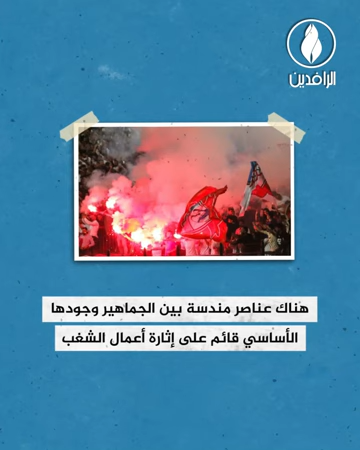 الرافدين
هناك عناصر مندسة بين الجماهير وجودها
الأساسي قائم على إثارة أعمال الشغب